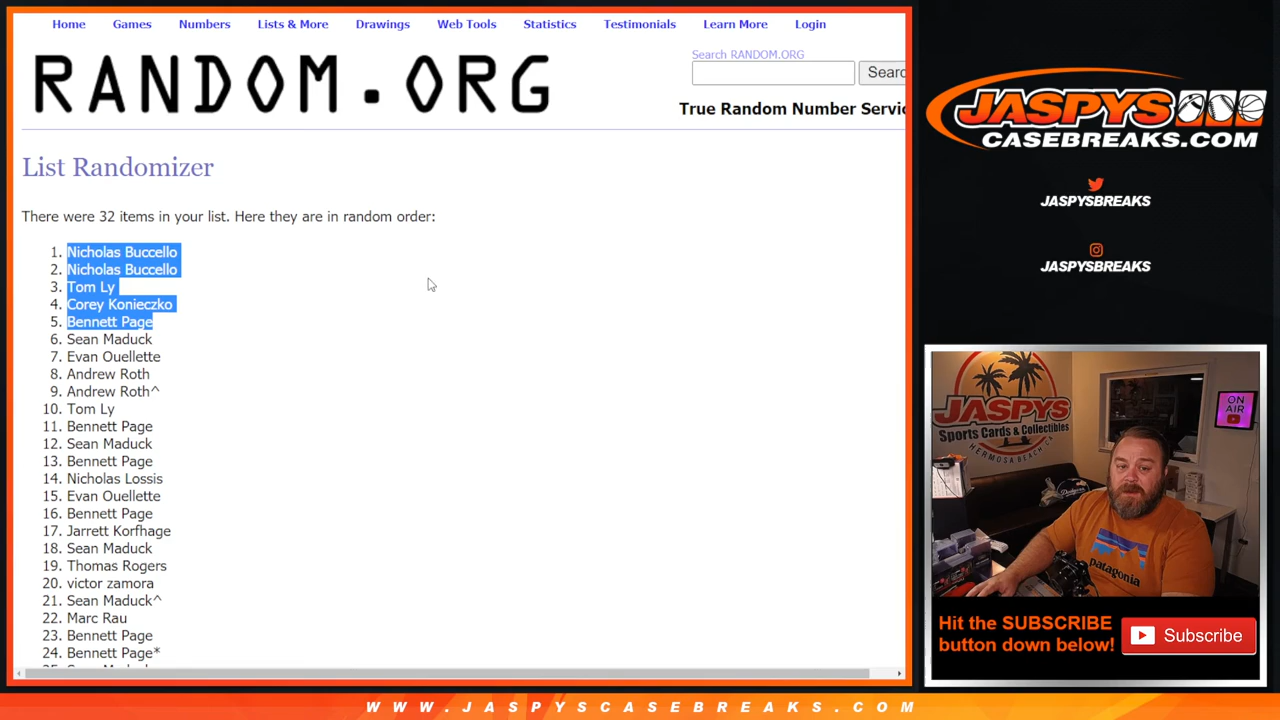 Home Games Numbers Lists & More Drawings Web Tools Statistics Testimonials Learn More Login
RANDOM.ORG
Search RANDOM.ORG
Searc
True Random Number Servic
List Randomizer
There were 32 items in your list. Here they are in random order:
1. Nicholas Buccello
2. Nicholas Buccello
3. Tom Ly
4. Corey Konieczko
5. Bennett Page
6. Sean Maduck
7. Evan Ouellette
8. Andrew Roth
9. Andrew Roth^
10. Tom Ly
11. Bennett Page
12. Sean Maduck
13. Bennett Page
14. Nicholas Lossis
15. Evan Ouellette
16. Bennett Page
17. Jarrett Korfhage
18. Sean Maduck
19. Thomas Rogers
20. victor zamora
21. Sean Maduck^
22. Marc Rau
23. Bennett Page
24. Bennett Page*
JASPYS
CASEBREAKS.COM
JASPYSBREAKS
JASPYSBREAKS
JASPYS
Sports Cards & Collectibles
HERMOSA BEACH, CA
ON
AIR
Dodgers
patagonia
Hit the SUBSCRIBE
button down below!
Subscribe
WWW.JASPYSCASEBREAKS.COM